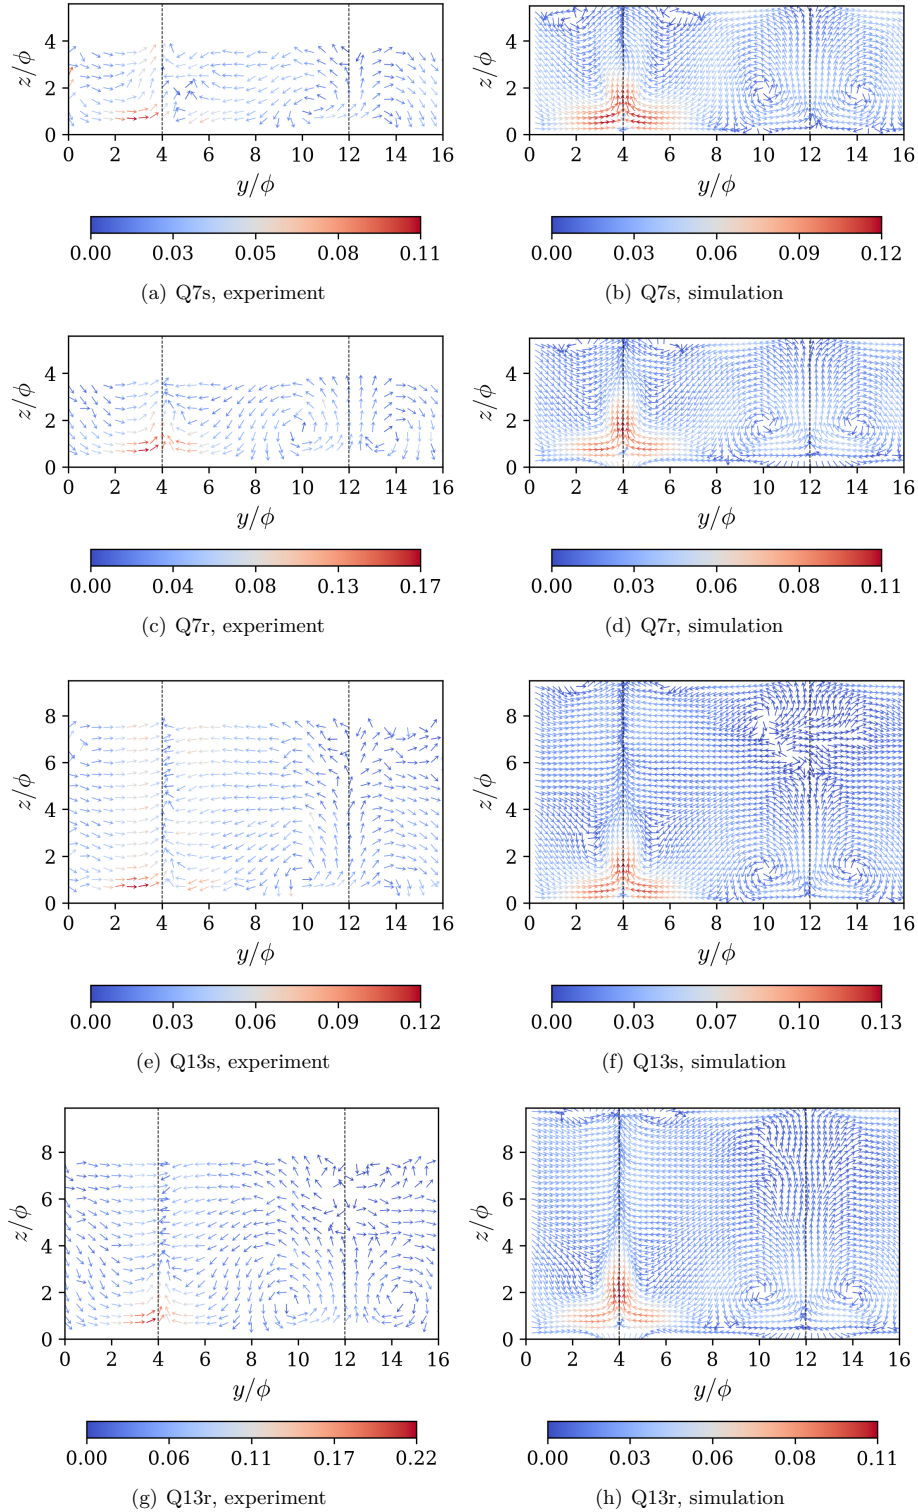 4
2
0
z/ϕ
0 2 4 6 8 10 12 14 16
y/ϕ
0.00 0.03 0.05 0.08 0.11
(a) Q7s, experiment
4
2
0
z/ϕ
0 2 4 6 8 10 12 14 16
y/ϕ
0.00 0.03 0.06 0.09 0.12
(b) Q7s, simulation
4
2
0
z/ϕ
0 2 4 6 8 10 12 14 16
y/ϕ
0.00 0.04 0.08 0.13 0.17
(c) Q7r, experiment
4
2
0
z/ϕ
0 2 4 6 8 10 12 14 16
y/ϕ
0.00 0.03 0.06 0.08 0.11
(d) Q7r, simulation
8
6
4
2
0
z/ϕ
0 2 4 6 8 10 12 14 16
y/ϕ
0.00 0.03 0.06 0.09 0.12
(e) Q13s, experiment
8
6
4
2
0
z/ϕ
0 2 4 6 8 10 12 14 16
y/ϕ
0.00 0.03 0.07 0.10 0.13
(f) Q13s, simulation
8
6
4
2
0
z/ϕ
0 2 4 6 8 10 12 14 16
y/ϕ
0.00 0.06 0.11 0.17 0.22
(g) Q13r, experiment
8
6
4
2
0
z/ϕ
0 2 4 6 8 10 12 14 16
y/ϕ
0.00 0.03 0.06 0.08 0.11
(h) Q13r, simulation